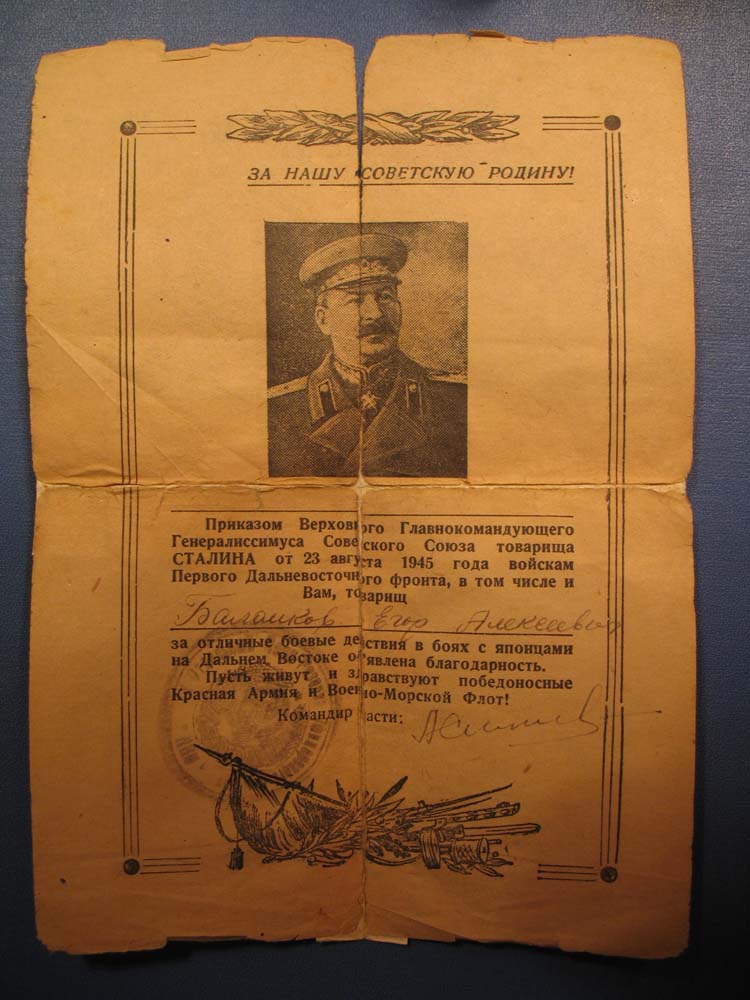 ЗА НАШУ СОВЕТСКУЮ РОДИНУ!
Приказом Верховного Главнокомандующего
Генералиссимуса Советского Союза товарища
СТАЛИНА от 23 августа 1945 года войскам
Первого Дальневосточного фронта, в том числе и
Вам, товарищ
Егор Алексеевич
за отличные боевые действия в боях с японцами
на Дальнем Востоке объявлена благодарность.
Пусть живут и здравствуют победоносные
Красная Армия и Военно-Морской Флот!
Командир части: